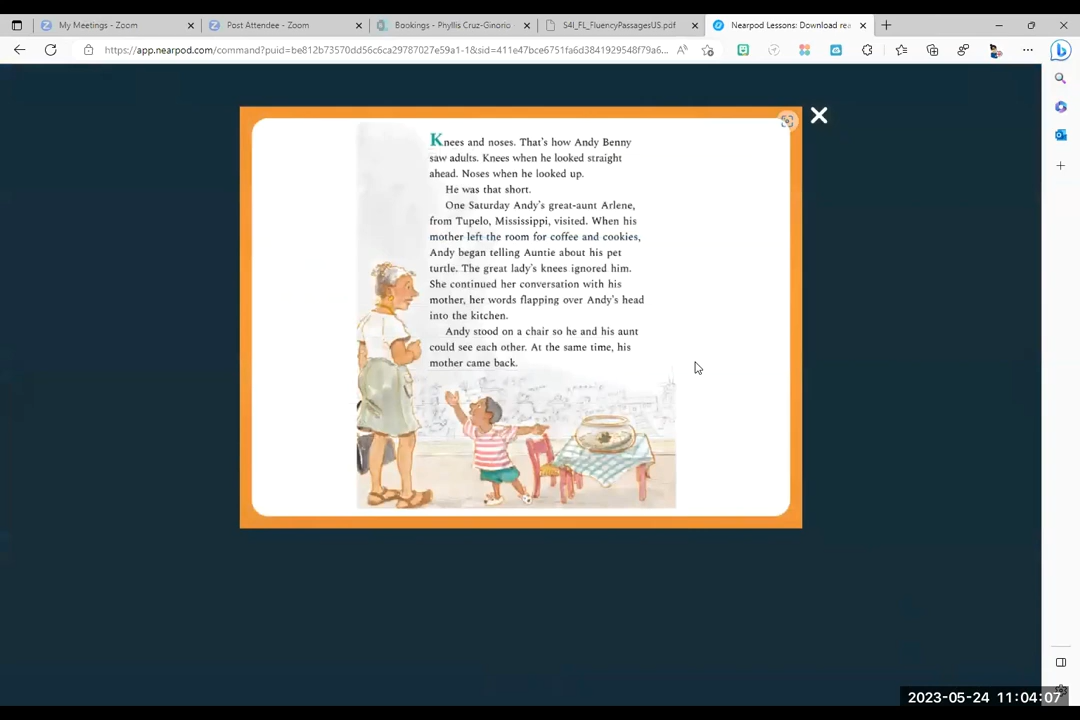 My Meetings - Zoom
Post Attendee - Zoom
Bookings - Phyllis Cruz-Ginorio
S4I_FL_FluencyPassagesUS.pdf
Nearpod Lessons: Download rea
https://app.nearpod.com/command?puid=be812b73570dd56c6ca29787027e59a1-1&sid=411e47bce6751fa6d3841929548f79a6...
Knees and noses. That's how Andy Benny
saw adults. Knees when he looked straight
ahead. Noses when he looked up.
He was that short.
One Saturday Andy's great-aunt Arlene,
from Tupelo, Mississippi, visited. When his
mother left the room for coffee and cookies,
Andy began telling Auntie about his pet
turtle. The great lady's knees ignored him.
She continued her conversation with his
mother, her words flapping over Andy's head
into the kitchen.
Andy stood on a chair so he and his aunt
could see each other. At the same time, his
mother came back.
2023-05-24 11:04:07